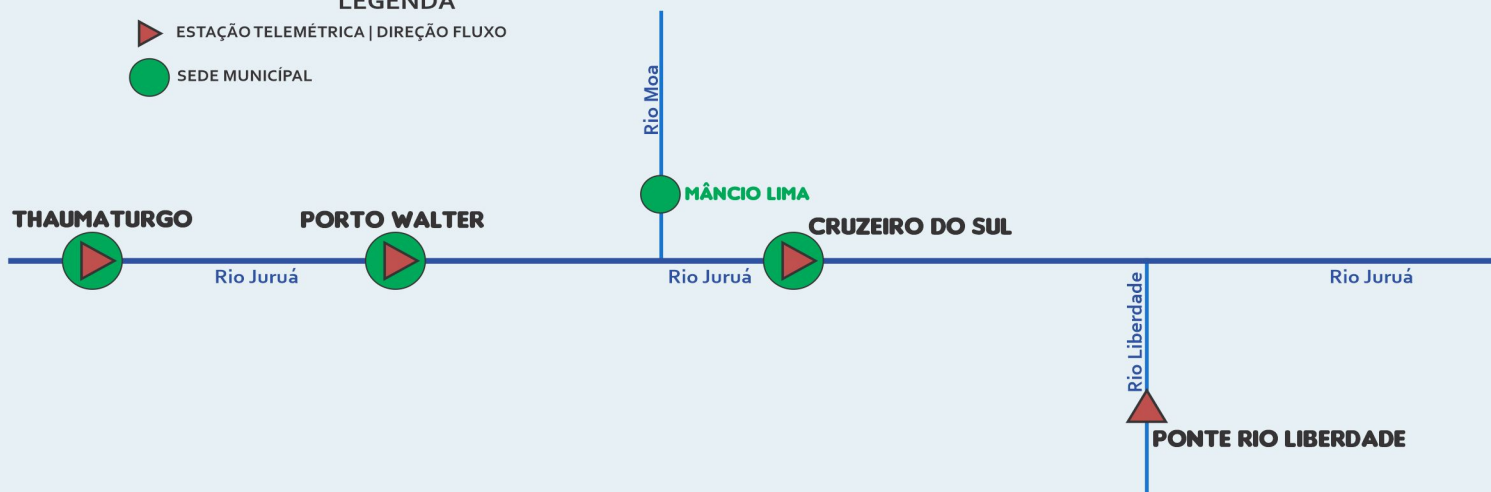 LEGENDA
ESTAÇÃO TELEMÉTRICA | DIREÇÃO FLUXO
SEDE MUNICÍPAL
Rio Moa
MÂNCIO LIMA
THAUMATURGO
PORTO WALTER
CRUZEIRO DO SUL
Rio Juruá
Rio Juruá
Rio Juruá
Rio Liberdade
PONTE RIO LIBERDADE